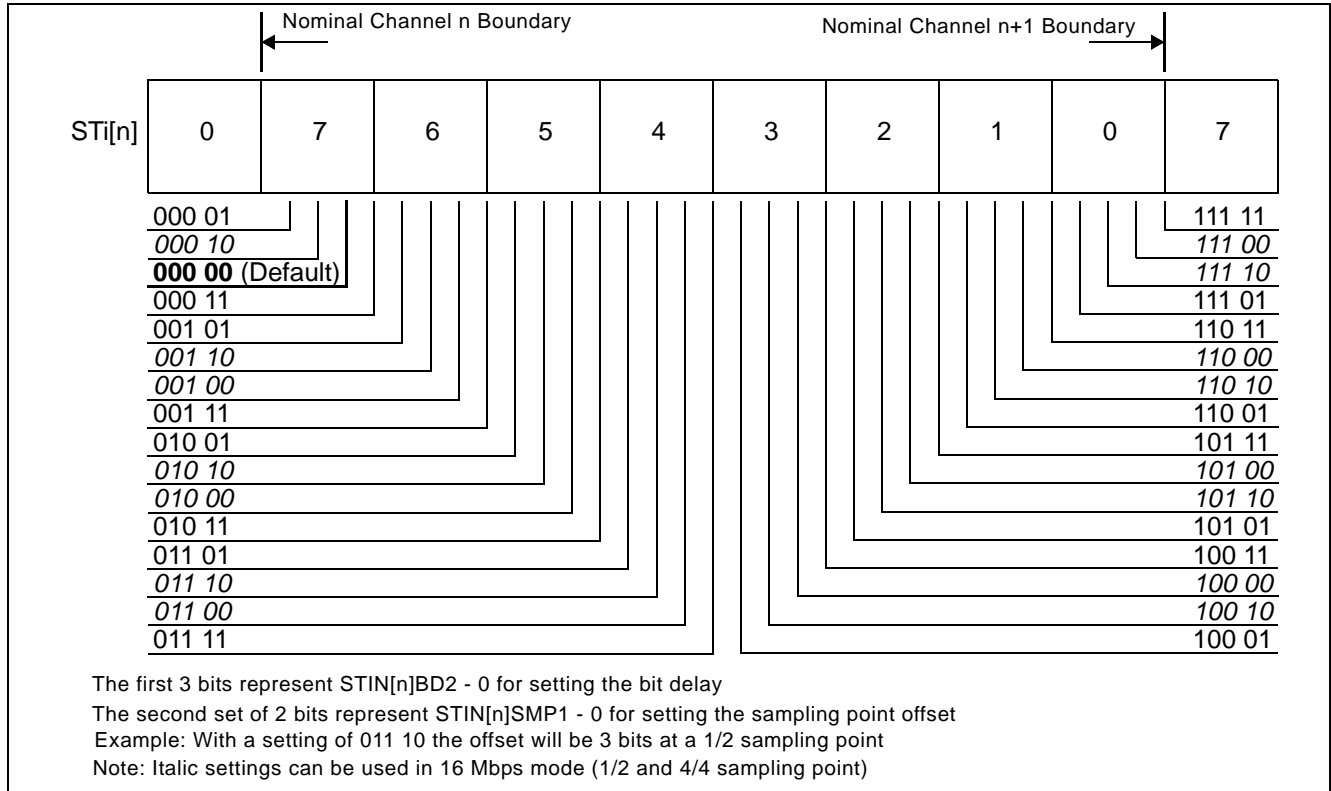 Nominal Channel n Boundary Nominal Channel n+1 Boundary
STi[n] 0 7 6 5 4 3 2 1 0 7
000 01 111 11
000 10 111 00
000 00 (Default) 111 10
000 11 111 01
001 01 110 11
001 10 110 00
001 00 110 10
001 11 110 01
010 01 101 11
010 10 101 00
010 00 101 10
010 11 101 01
011 01 100 11
011 10 100 00
011 00 100 10
011 11 100 01
The first 3 bits represent STIN[n]BD2 - 0 for setting the bit delay
The second set of 2 bits represent STIN[n]SMP1 - 0 for setting the sampling point offset
Example: With a setting of 011 10 the offset will be 3 bits at a 1/2 sampling point
Note: Italic settings can be used in 16 Mbps mode (1/2 and 4/4 sampling point)